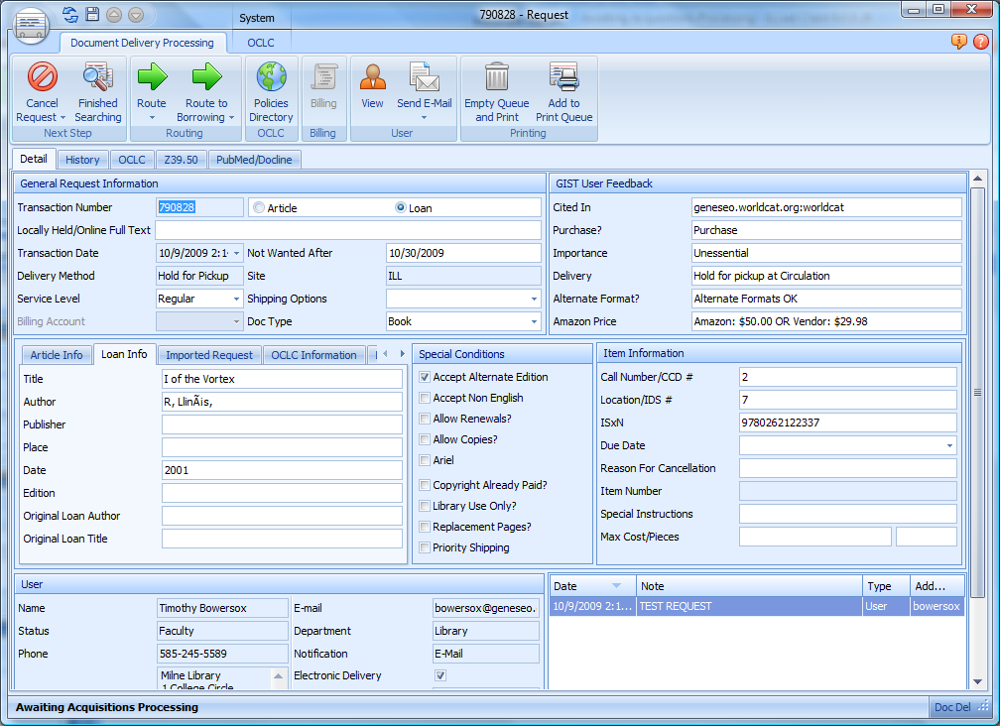 790828 - Request
System
Document Delivery Processing OCLC
Cancel Request Finished Searching Route Route to Borrowing Policies Directory Billing View Send E-Mail Empty Queue and Print Add to Print Queue
Next Step Routing OCLC Billing User Printing
Detail History OCLC Z39.50 PubMed/Docline
General Request Information
Transaction Number 790828 Article Loan
Locally Held/Online Full Text
Transaction Date 10/9/2009 2:1 Not Wanted After 10/30/2009
Delivery Method Hold for Pickup Site ILL
Service Level Regular Shipping Options
Billing Account Doc Type Book
GIST User Feedback
Cited In geneseo.worldcat.org:worldcat
Purchase? Purchase
Importance Unessential
Delivery Hold for pickup at Circulation
Alternate Format? Alternate Formats OK
Amazon Price Amazon: $50.00 OR Vendor: $29.98
Article Info Loan Info Imported Request OCLC Information
Title I of the Vortex
Author R, LlinÃis,
Publisher
Place
Date 2001
Edition
Original Loan Author
Original Loan Title
Special Conditions
Accept Alternate Edition
Accept Non English
Allow Renewals?
Allow Copies?
Ariel
Copyright Already Paid?
Library Use Only?
Replacement Pages?
Priority Shipping
Item Information
Call Number/CCD # 2
Location/IDS # 7
ISxN 9780262122337
Due Date
Reason For Cancellation
Item Number
Special Instructions
Max Cost/Pieces
User
Name Timothy Bowersox E-mail bowersox@geneseo.
Status Faculty Department Library
Phone 585-245-5589 Notification E-Mail
Milne Library Electronic Delivery
1 College Circle
Date Note Type Add...
10/9/2009 2:1... TEST REQUEST User bowersox
Awaiting Acquisitions Processing Doc Del